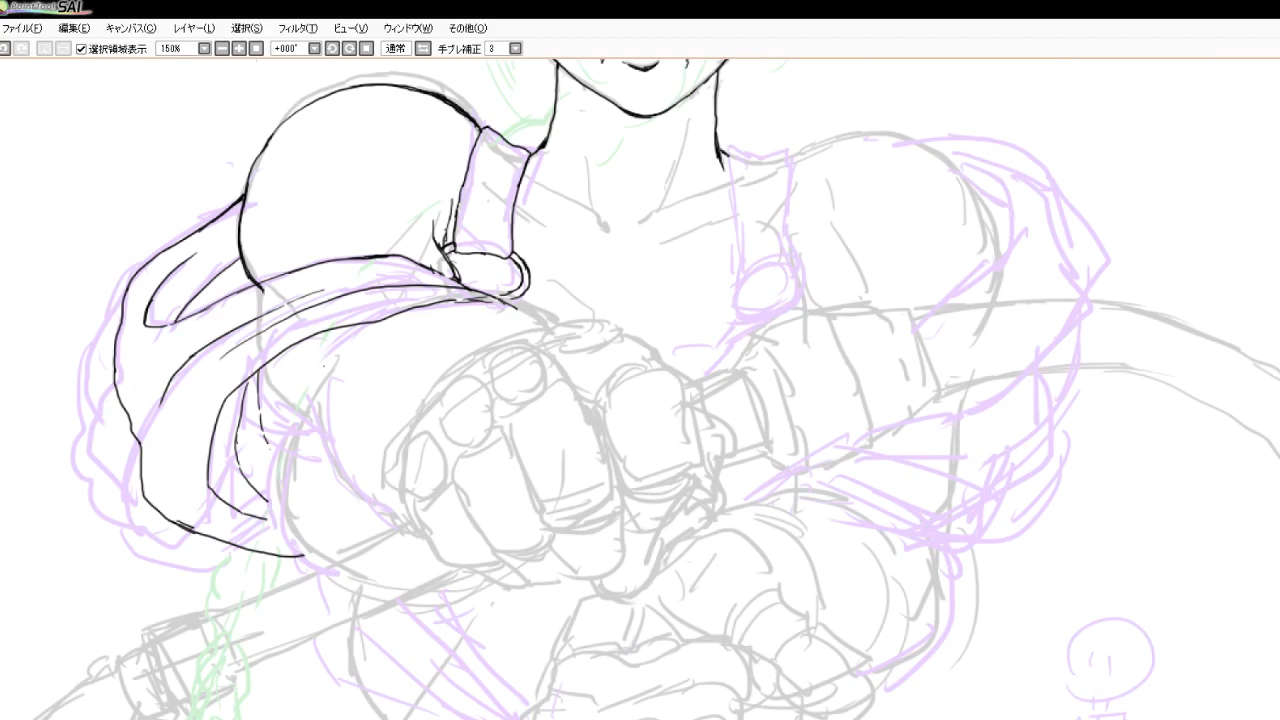 PaintTool SAI
ファイル(F) 編集(E) キャンバス(C) レイヤー(L) 選択(S) フィルタ(T) ビュー(V) ウィンドウ(W) その他(O)
選択領域表示 150% +000° 通常 手ブレ補正 3